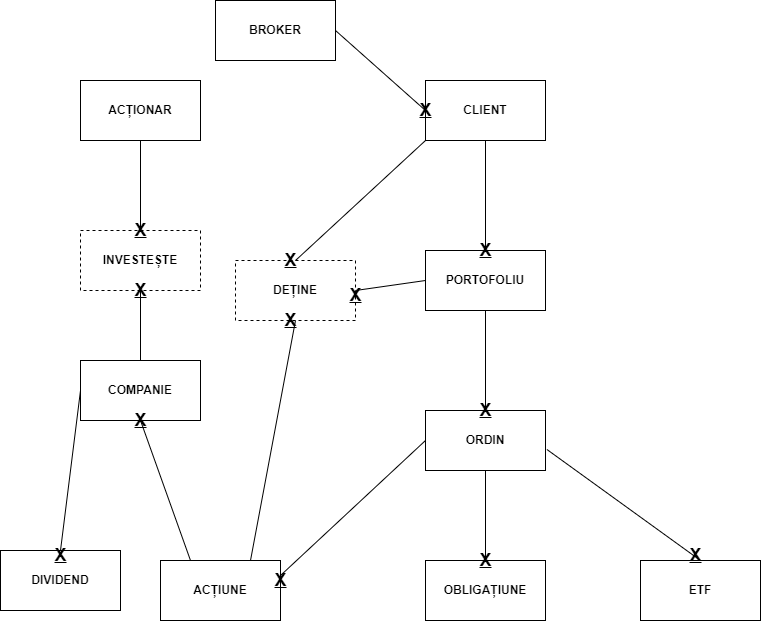 BROKER
ACȚIONAR
X CLIENT
X
INVESTEȘTE
X
X
DEȚINE
X
X
X
PORTOFOLIU
COMPANIE
X
X
ORDIN
X
DIVIDEND
X
ACȚIUNE
X
OBLIGAȚIUNE
X
ETF